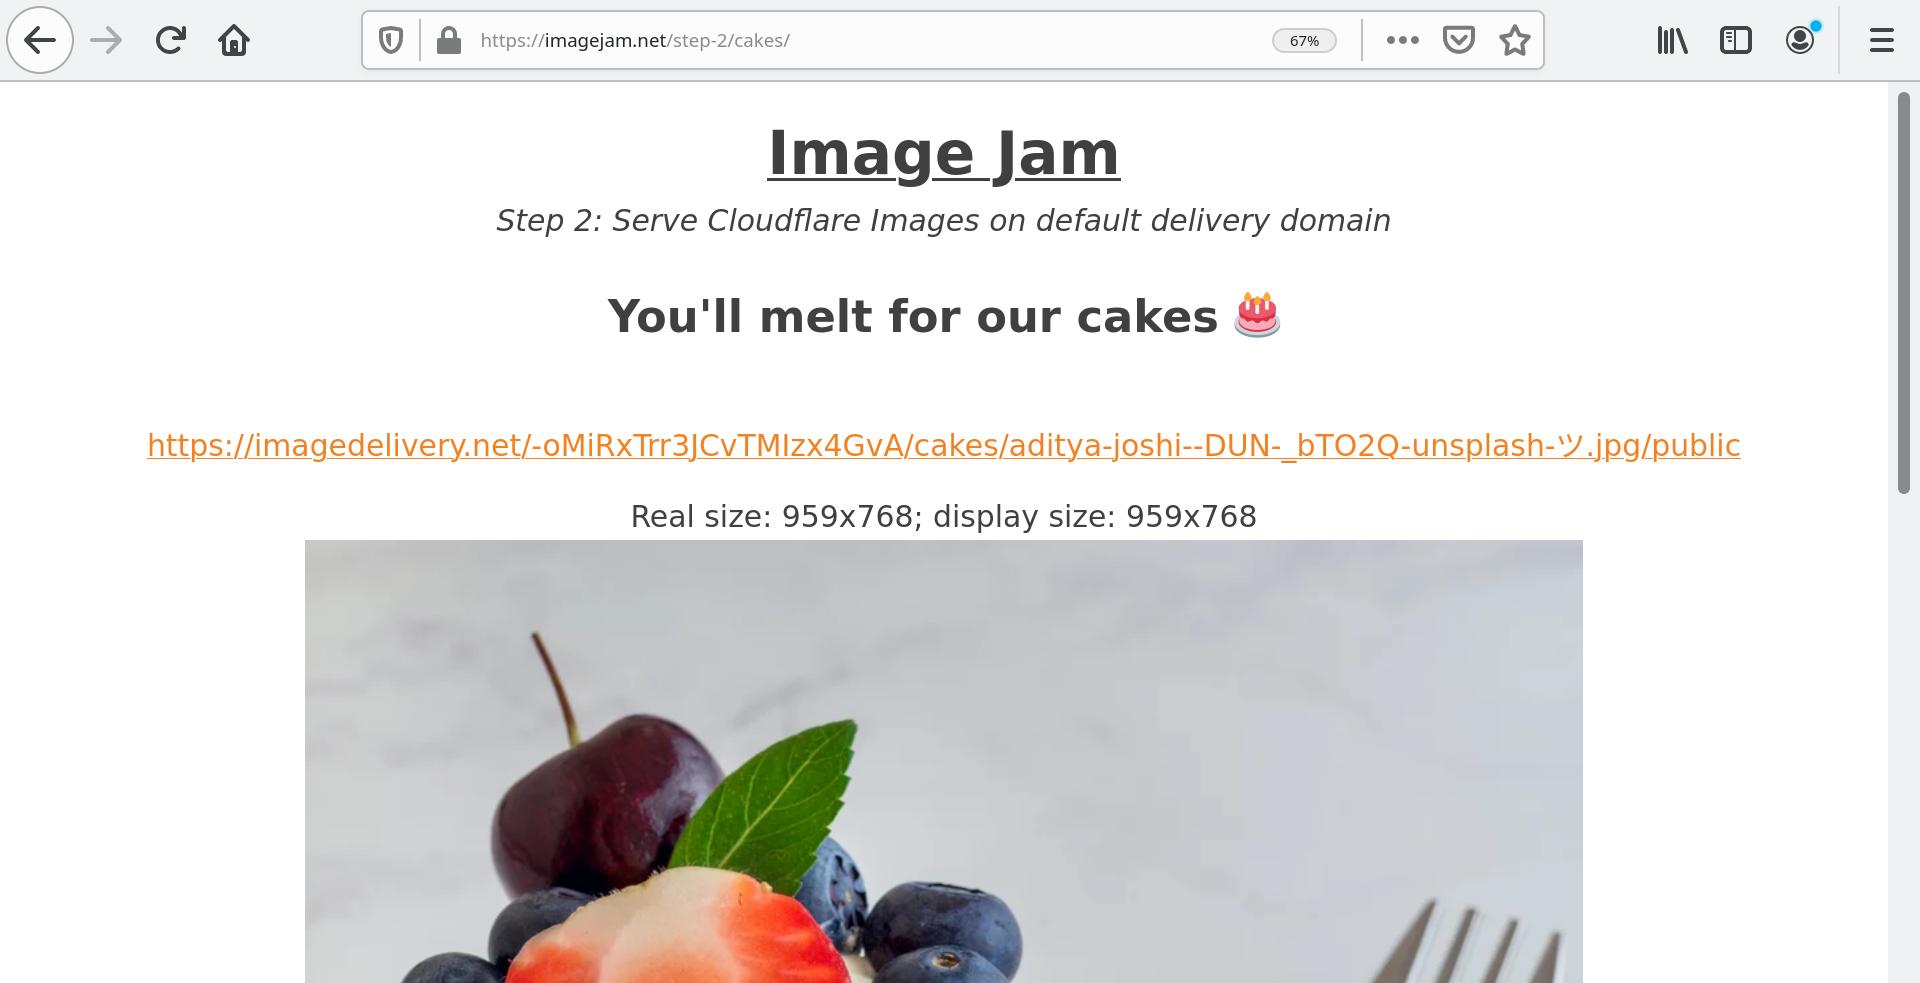 https://imagejam.net/step-2/cakes/
67%
Image Jam
Step 2: Serve Cloudflare Images on default delivery domain
You'll melt for our cakes 🎂
https://imagedelivery.net/-oMiRxTrr3JCvTMIzx4GvA/cakes/aditya-joshi--DUN-_bTO2Q-unsplash-ツ.jpg/public
Real size: 959x768; display size: 959x768